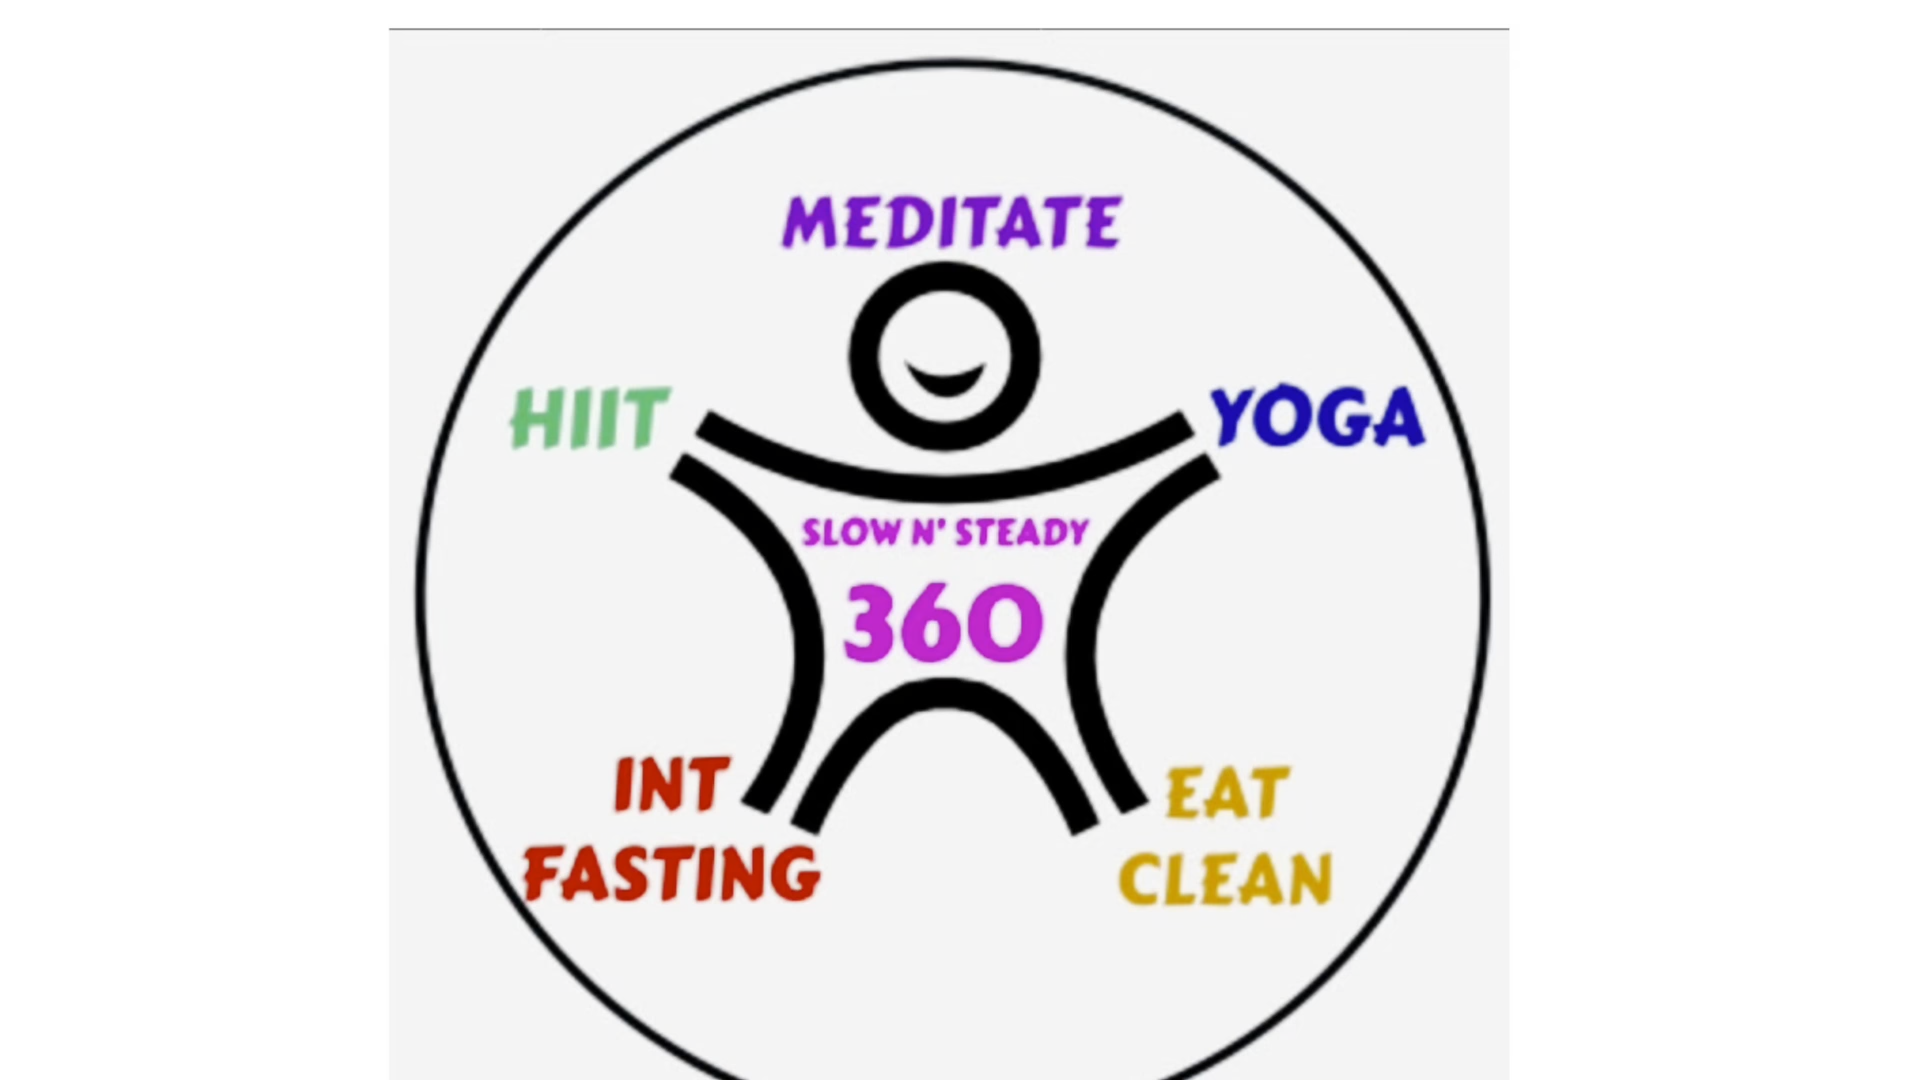 MEDITATE
HIIT
YOGA
SLOW N' STEADY
360
INT
FASTING
EAT
CLEAN